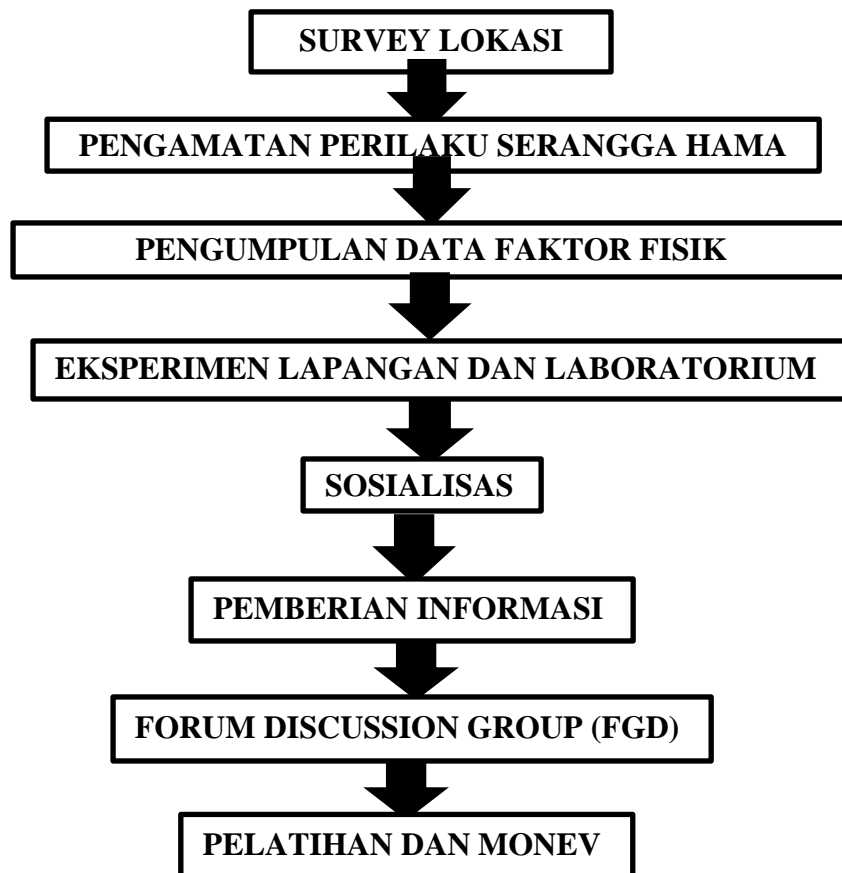 SURVEY LOKASI
PENGAMATAN PERILAKU SERANGGA HAMA
PENGUMPULAN DATA FAKTOR FISIK
EKSPERIMEN LAPANGAN DAN LABORATORIUM
SOSIALISAS
PEMBERIAN INFORMASI
FORUM DISCUSSION GROUP (FGD)
PELATIHAN DAN MONEV